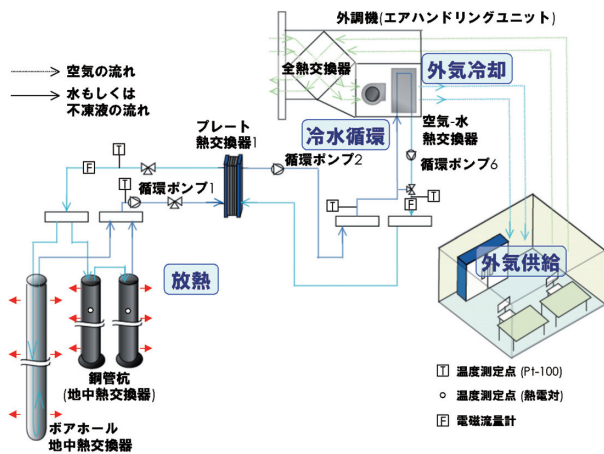 外調機(エアハンドリングユニット)
空気の流れ
水もしくは
不凍液の流れ
全熱交換器
外気冷却
プレート
熱交換器1
冷水循環
空気-水
熱交換器
循環ポンプ2
循環ポンプ6
T
F
T
循環ポンプ1
T
T
F
放熱
外気供給
鋼管杭
(地中熱交換器)
ボアホール
地中熱交換器
T 温度測定点 (Pt-100)
温度測定点 (熱電対)
F 電磁流量計